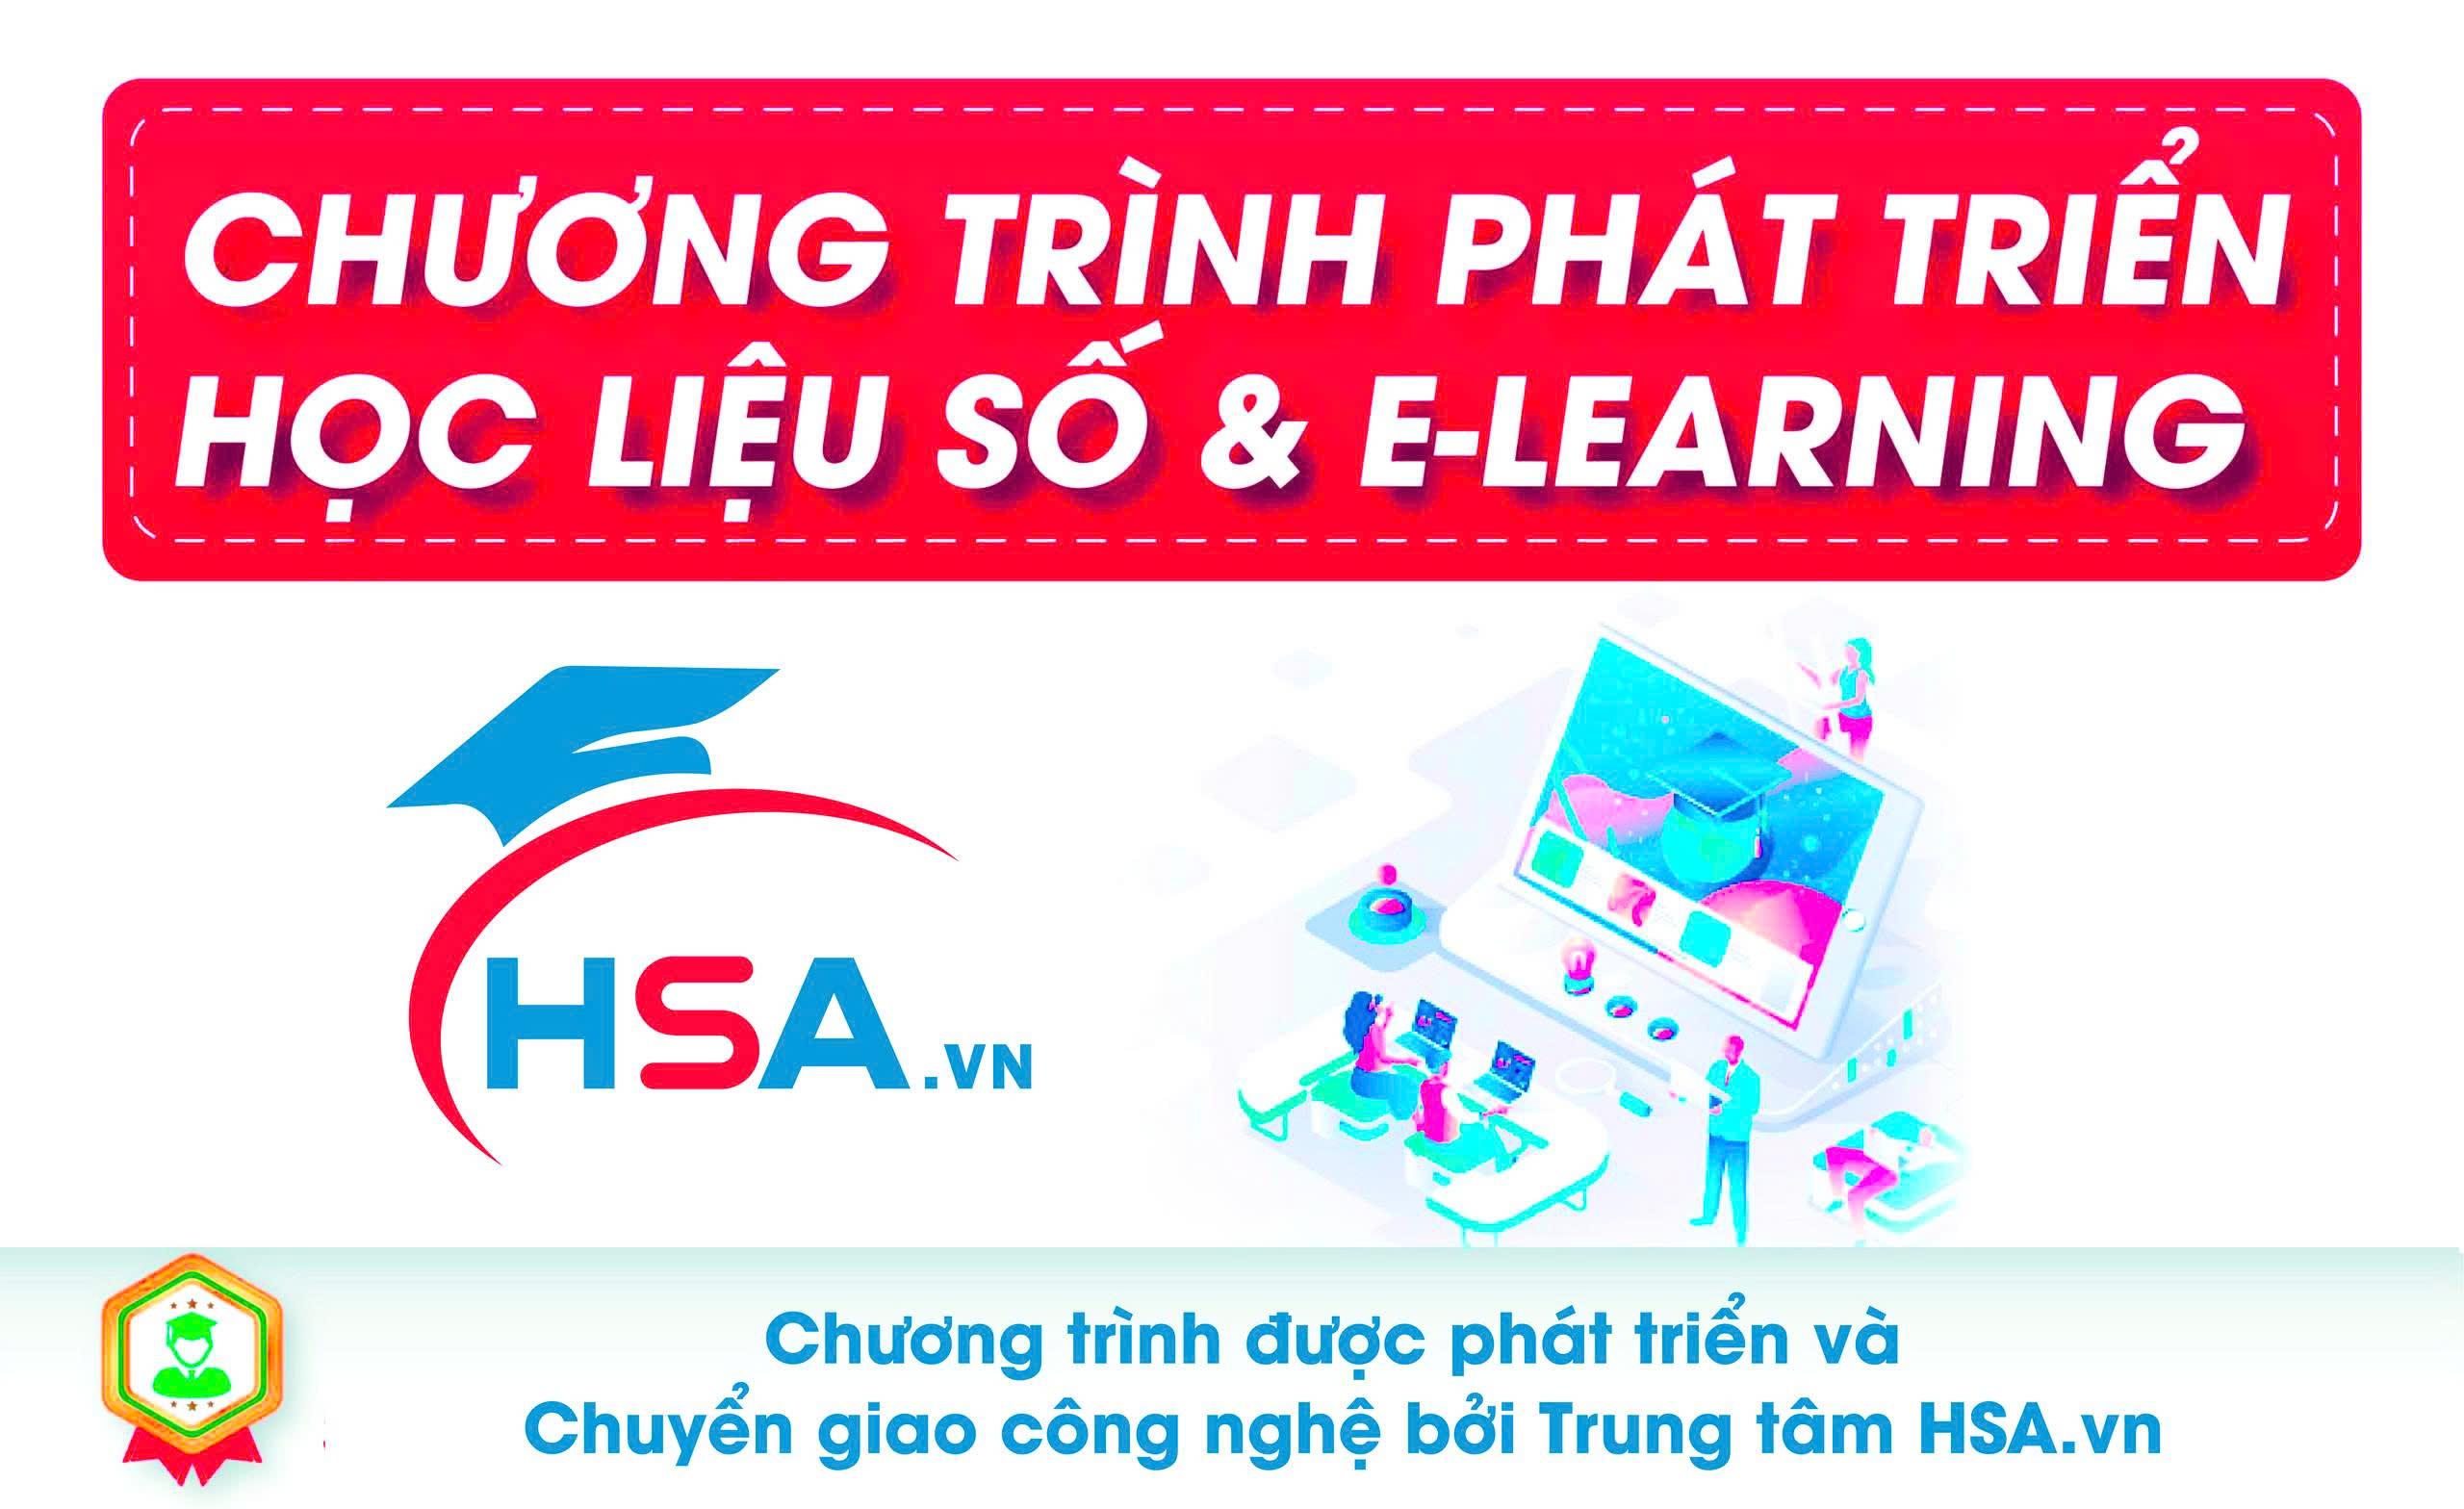 CHƯƠNG TRÌNH PHÁT TRIỂN
HỌC LIỆU SỐ & E-LEARNING
HSA.VN
Chương trình được phát triển và
Chuyển giao công nghệ bởi Trung tâm HSA.vn